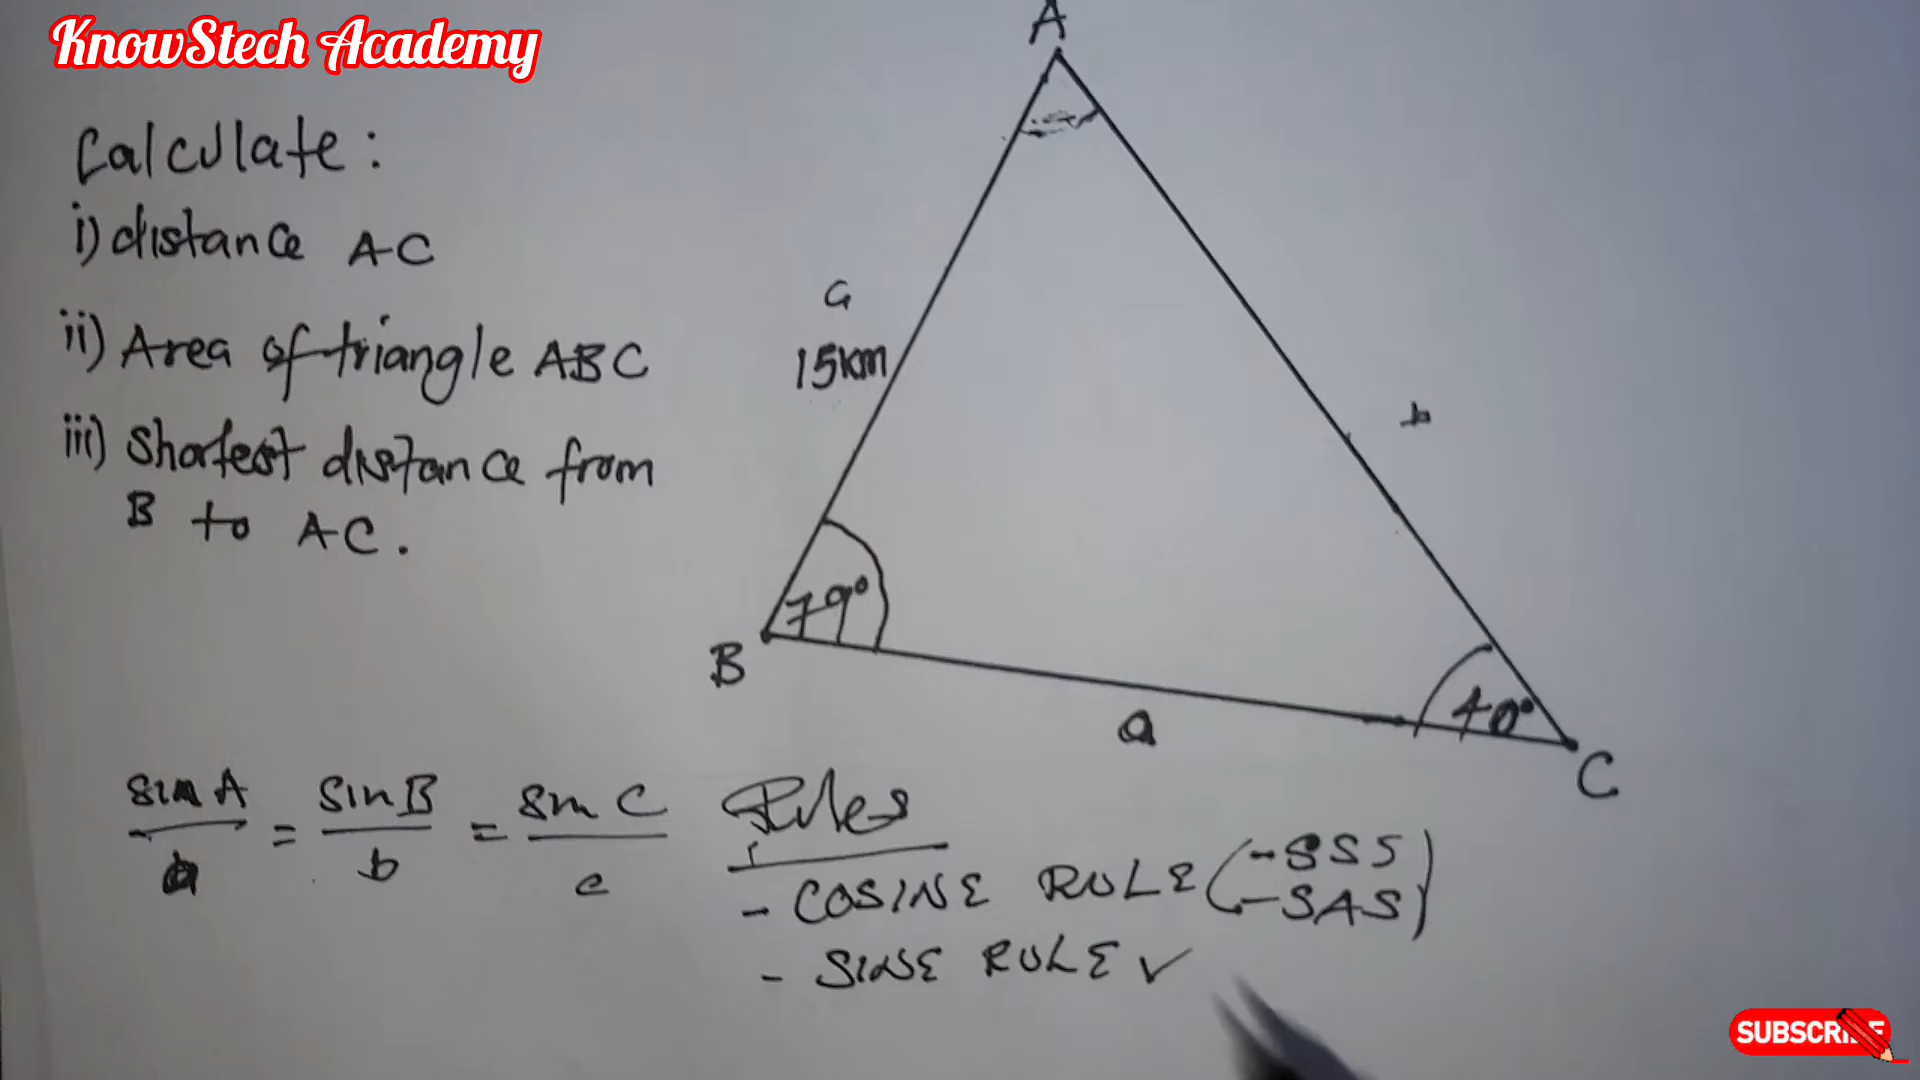 KnowStech Academy
A
Calculate:
i) distance AC
ii) Area of triangle ABC
iii) Shortest distance from
B to AC.
15km
b
79°
B
a
40°
C
sin A / a = sin B / b = sin C / c
Rules
- COSINE RULE (-SSS
-SAS)
- SINE RULE ✓
SUBSCRIBE